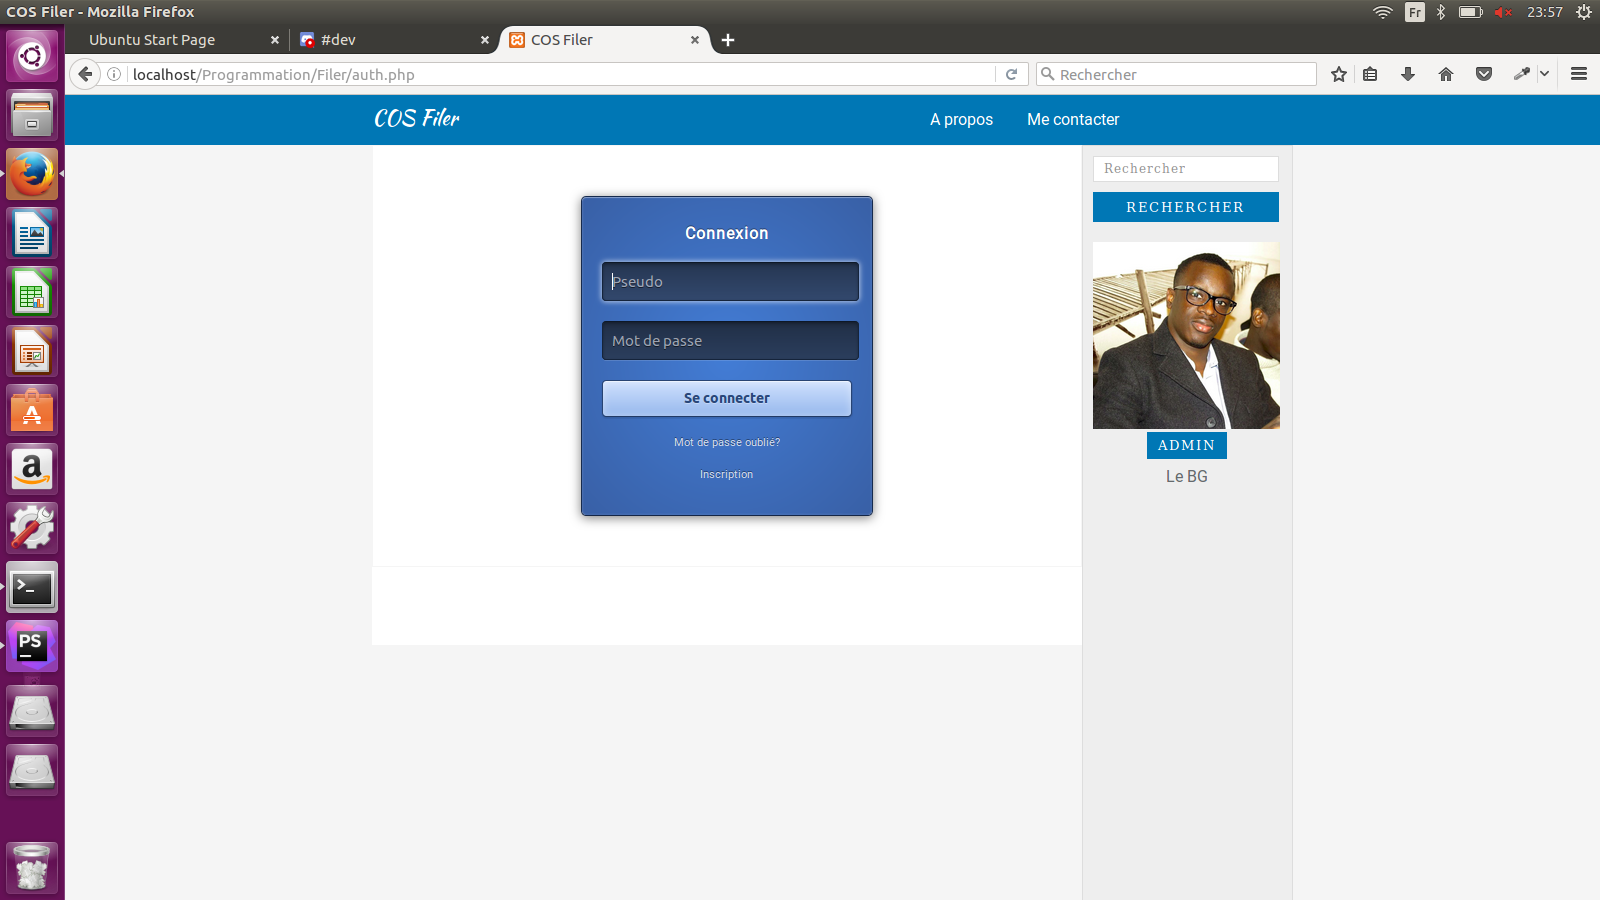 COS Filer - Mozilla Firefox
Fr
23:57
Ubuntu Start Page
#dev
COS Filer
localhost/Programmation/Filer/auth.php
Rechercher
COS Filer
A propos
Me contacter
Rechercher
RECHERCHER
Connexion
Pseudo
Mot de passe
Se connecter
Mot de passe oublié?
Inscription
ADMIN
Le BG
PS